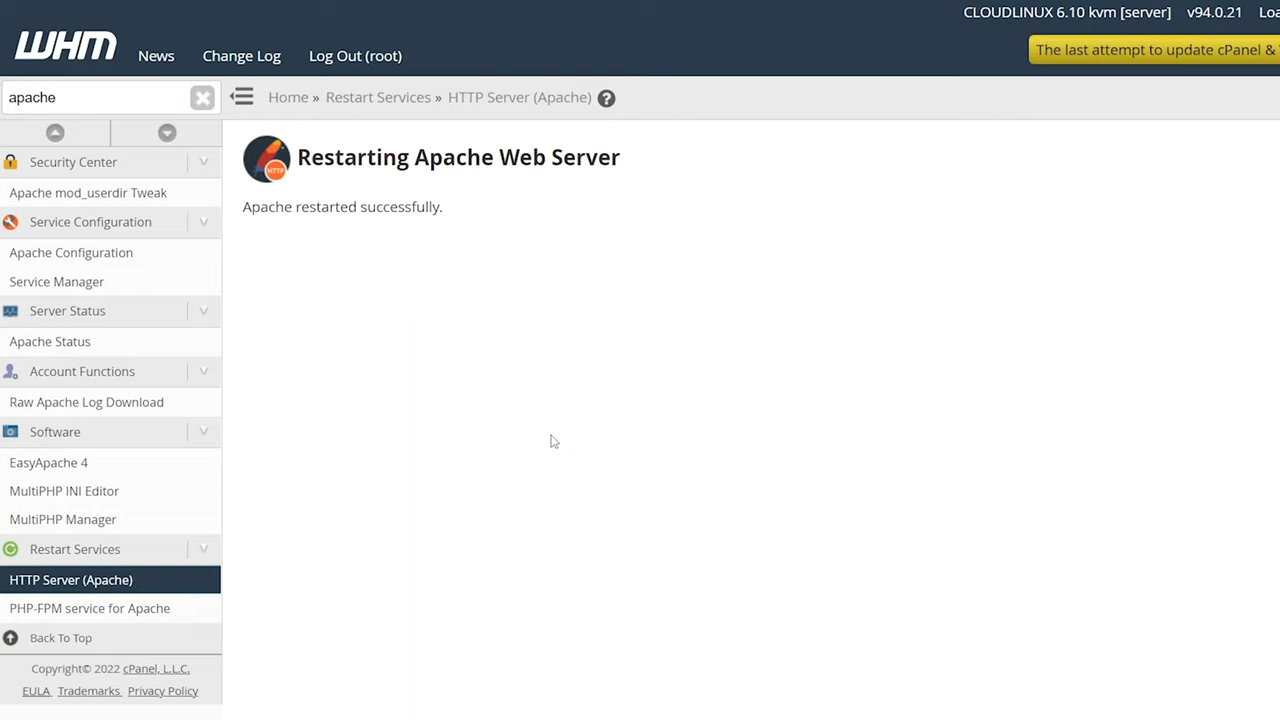 CLOUDLINUX 6.10 kvm [server] v94.0.21 Loa
WHM News Change Log Log Out (root)
The last attempt to update cPanel &
apache
Home » Restart Services » HTTP Server (Apache) ?
Security Center
Apache mod_userdir Tweak
Service Configuration
Apache Configuration
Service Manager
Server Status
Apache Status
Account Functions
Raw Apache Log Download
Software
EasyApache 4
MultiPHP INI Editor
MultiPHP Manager
Restart Services
HTTP Server (Apache)
PHP-FPM service for Apache
Back To Top
Copyright© 2022 cPanel, L.L.C.
EULA Trademarks Privacy Policy
HTTP
Restarting Apache Web Server
Apache restarted successfully.